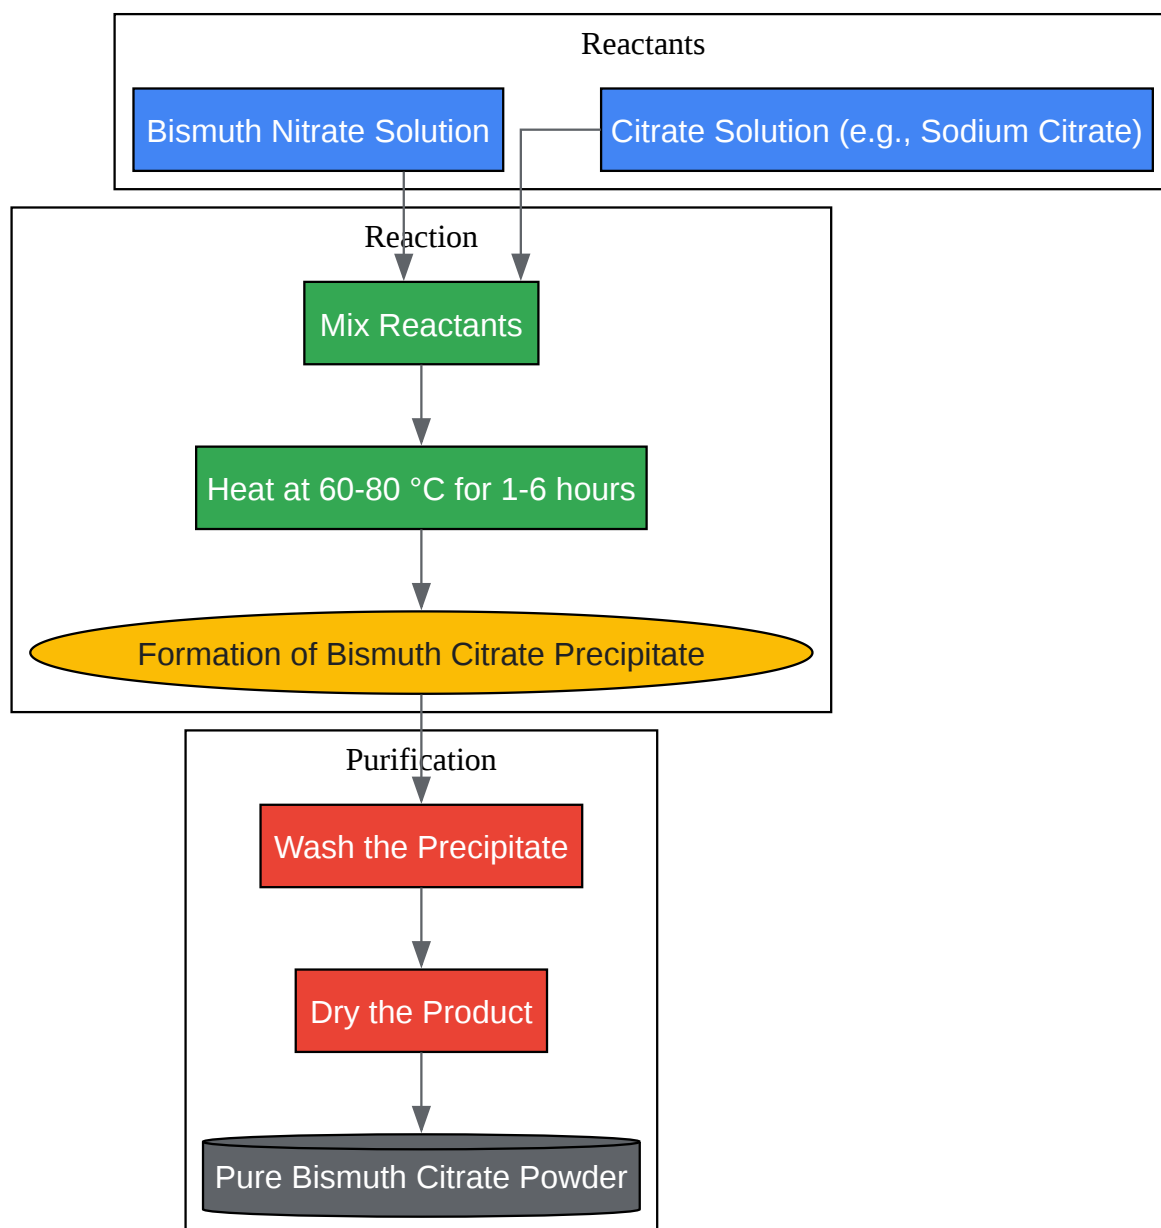 Reactants
Bismuth Nitrate Solution
Citrate Solution (e.g., Sodium Citrate)
Reaction
Mix Reactants
Heat at 60-80 °C for 1-6 hours
Formation of Bismuth Citrate Precipitate
Purification
Wash the Precipitate
Dry the Product
Pure Bismuth Citrate Powder